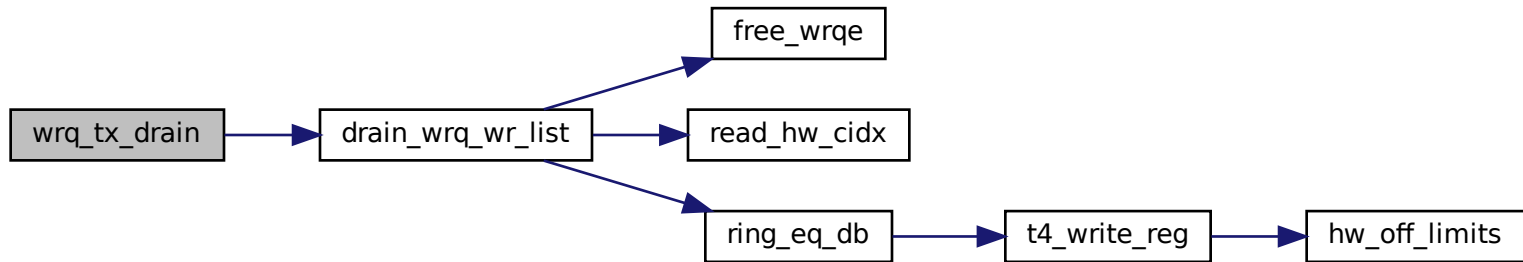 free_wrqe
wrq_tx_drain
drain_wrq_wr_list
read_hw_cidx
ring_eq_db
t4_write_reg
hw_off_limits